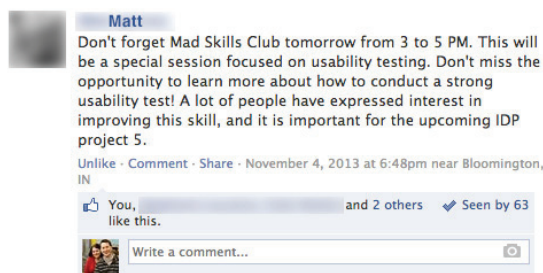 Matt
Don't forget Mad Skills Club tomorrow from 3 to 5 PM. This will
be a special session focused on usability testing. Don't miss the
opportunity to learn more about how to conduct a strong
usability test! A lot of people have expressed interest in
improving this skill, and it is important for the upcoming IDP
project 5.
Unlike · Comment · Share · November 4, 2013 at 6:48pm near Bloomington,
IN
You, and 2 others Seen by 63
like this.
Write a comment...